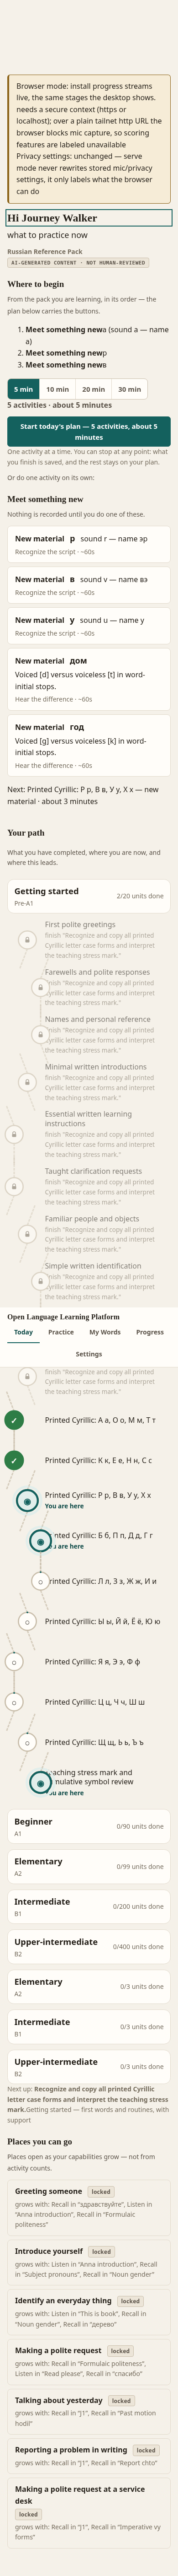 Browser mode: install progress streams
live, the same stages the desktop shows.
needs a secure context (https or
localhost); over a plain tailnet http URL the
browser blocks mic capture, so scoring
features are labeled unavailable
Privacy settings: unchanged — serve
mode never rewrites stored mic/privacy
settings, it only labels what the browser
can do
Hi Journey Walker
what to practice now
Russian Reference Pack
AI-GENERATED CONTENT · NOT HUMAN-REVIEWED
Where to begin
From the pack you are learning, in its order — the
plan below carries the buttons.
1. Meet something newа (sound a — name
a)
2. Meet something newр
3. Meet something newв
5 min 10 min 20 min 30 min
5 activities · about 5 minutes
Start today's plan — 5 activities, about 5
minutes
One activity at a time. You can stop at any point: what
you finish is saved, and the rest stays on your plan.
Or do one activity on its own:
Meet something new
Nothing is recorded until you do one of these.
New material р sound r — name эр
Recognize the script · ~60s
New material в sound v — name вэ
Recognize the script · ~60s
New material у sound u — name у
Recognize the script · ~60s
New material дом
Voiced [d] versus voiceless [t] in word-
initial stops.
Hear the difference · ~60s
New material год
Voiced [g] versus voiceless [k] in word-
initial stops.
Hear the difference · ~60s
Next: Printed Cyrillic: Р р, В в, У у, Х х — new
material · about 3 minutes
Your path
What you have completed, where you are now, and
where this leads.
Getting started
Pre-A1
2/20 units done
First polite greetings
finish "Recognize and copy all printed
Cyrillic letter case forms and interpret
the teaching stress mark."
Farewells and polite responses
finish "Recognize and copy all printed
Cyrillic letter case forms and interpret
the teaching stress mark."
Names and personal reference
finish "Recognize and copy all printed
Cyrillic letter case forms and interpret
the teaching stress mark."
Minimal written introductions
finish "Recognize and copy all printed
Cyrillic letter case forms and interpret
the teaching stress mark."
Essential written learning
instructions
finish "Recognize and copy all printed
Cyrillic letter case forms and interpret
the teaching stress mark."
Taught clarification requests
finish "Recognize and copy all printed
Cyrillic letter case forms and interpret
the teaching stress mark."
Familiar people and objects
finish "Recognize and copy all printed
Cyrillic letter case forms and interpret
the teaching stress mark."
Simple written identification
finish "Recognize and copy all printed
Cyrillic letter case forms and interpret
the teaching stress mark."
Open Language Learning Platform
Today Practice My Words Progress
Settings
finish "Recognize and copy all printed
Cyrillic letter case forms and interpret
the teaching stress mark."
Printed Cyrillic: А а, О о, М м, Т т
Printed Cyrillic: К к, Е е, Н н, С с
Printed Cyrillic: Р р, В в, У у, Х х
You are here
Printed Cyrillic: Б б, П п, Д д, Г г
You are here
Printed Cyrillic: Л л, З з, Ж ж, И и
Printed Cyrillic: Ы ы, Й й, Ё ё, Ю ю
Printed Cyrillic: Я я, Э э, Ф ф
Printed Cyrillic: Ц ц, Ч ч, Ш ш
Printed Cyrillic: Щ щ, Ь ь, Ъ ъ
Teaching stress mark and
cumulative symbol review
You are here
Beginner
A1
0/90 units done
Elementary
A2
0/99 units done
Intermediate
B1
0/200 units done
Upper-intermediate
B2
0/400 units done
Elementary
A2
0/3 units done
Intermediate
B1
0/3 units done
Upper-intermediate
B2
0/3 units done
Next up: Recognize and copy all printed Cyrillic
letter case forms and interpret the teaching stress
mark.Getting started — first words and routines, with
support
Places you can go
Places open as your capabilities grow — not from
activity counts.
Greeting someone locked
grows with: Recall in "здравствуйте", Listen in
"Anna introduction", Recall in "Formulaic
politeness"
Introduce yourself locked
grows with: Listen in "Anna introduction", Recall
in "Subject pronouns", Recall in "Noun gender"
Identify an everyday thing locked
grows with: Listen in "This is book", Recall in
"Noun gender", Recall in "дерево"
Making a polite request locked
grows with: Recall in "Formulaic politeness",
Listen in "Read please", Recall in "спасибо"
Talking about yesterday locked
grows with: Recall in "J1", Recall in "Past motion
hodil"
Reporting a problem in writing locked
grows with: Recall in "J1", Recall in "Report chto"
Making a polite request at a service
desk
locked
grows with: Recall in "J1", Recall in "Imperative vy
forms"